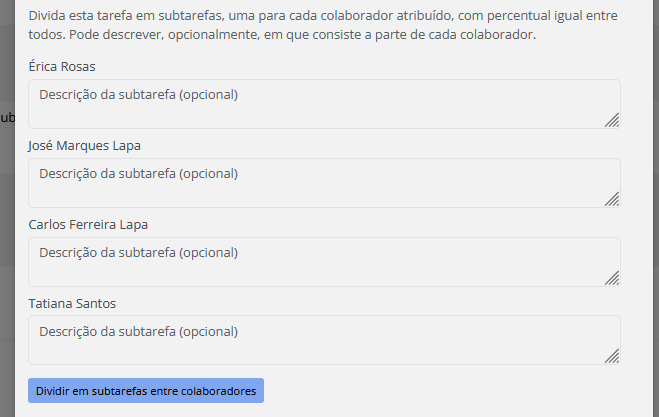 Divida esta tarefa em subtarefas, uma para cada colaborador atribuído, com percentual igual entre
todos. Pode descrever, opcionalmente, em que consiste a parte de cada colaborador.
Érica Rosas
Descrição da subtarefa (opcional)
ub
José Marques Lapa
Descrição da subtarefa (opcional)
Carlos Ferreira Lapa
Descrição da subtarefa (opcional)
Tatiana Santos
Descrição da subtarefa (opcional)
Dividir em subtarefas entre colaboradores